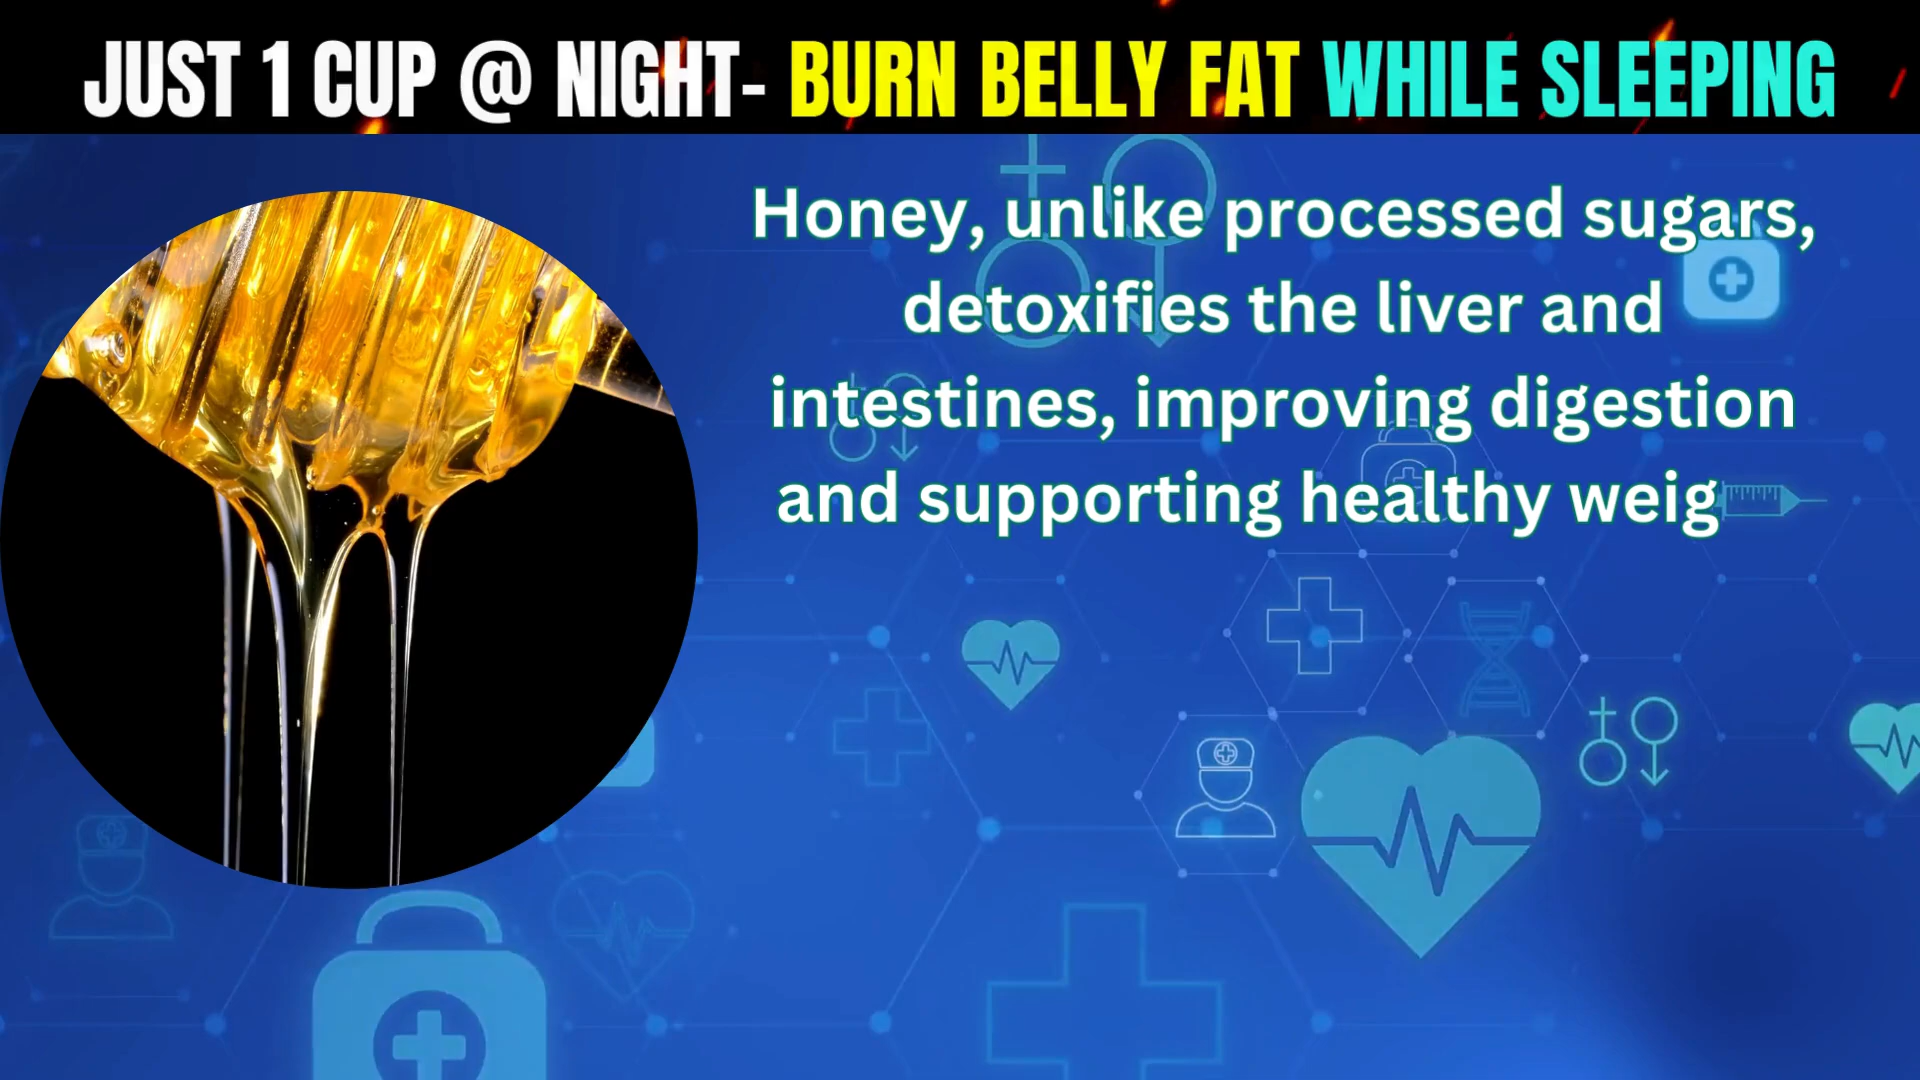 JUST 1 CUP @ NIGHT- BURN BELLY FAT WHILE SLEEPING
Honey, unlike processed sugars,
detoxifies the liver and
intestines, improving digestion
and supporting healthy weig